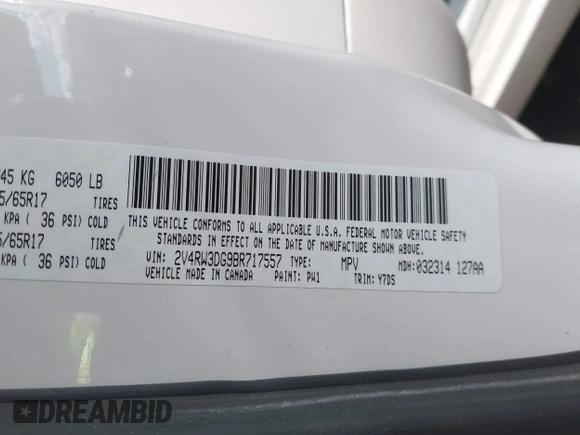 745 KG 6050 LB
5/65R17 TIRES
KPA ( 36 PSI) COLD
5/65R17 TIRES
KPA ( 36 PSI) COLD
THIS VEHICLE CONFORMS TO ALL APPLICABLE U.S.A. FEDERAL MOTOR VEHICLE SAFETY
STANDARDS IN EFFECT ON THE DATE OF MANUFACTURE SHOWN ABOVE.
VIN: 2V4RW3DG9BR717557 TYPE: MPV MDH:032314 127AA
VEHICLE MADE IN CANADA PAINT: PW1 TRIM: Y7DS
DREAMBID